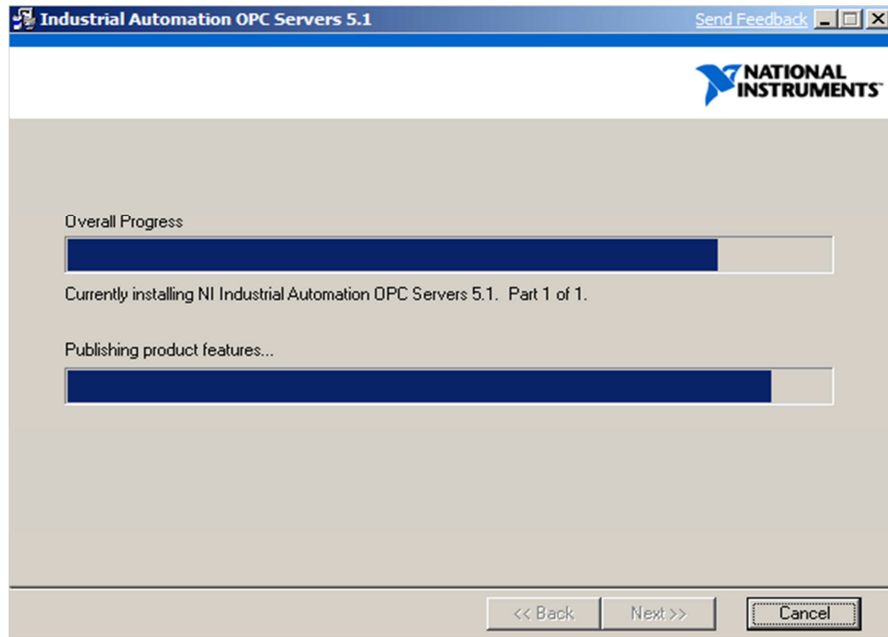 Industrial Automation OPC Servers 5.1 Send Feedback
NATIONAL
INSTRUMENTS™
Overall Progress
Currently installing NI Industrial Automation OPC Servers 5.1. Part 1 of 1.
Publishing product features...
<< Back Next >> Cancel